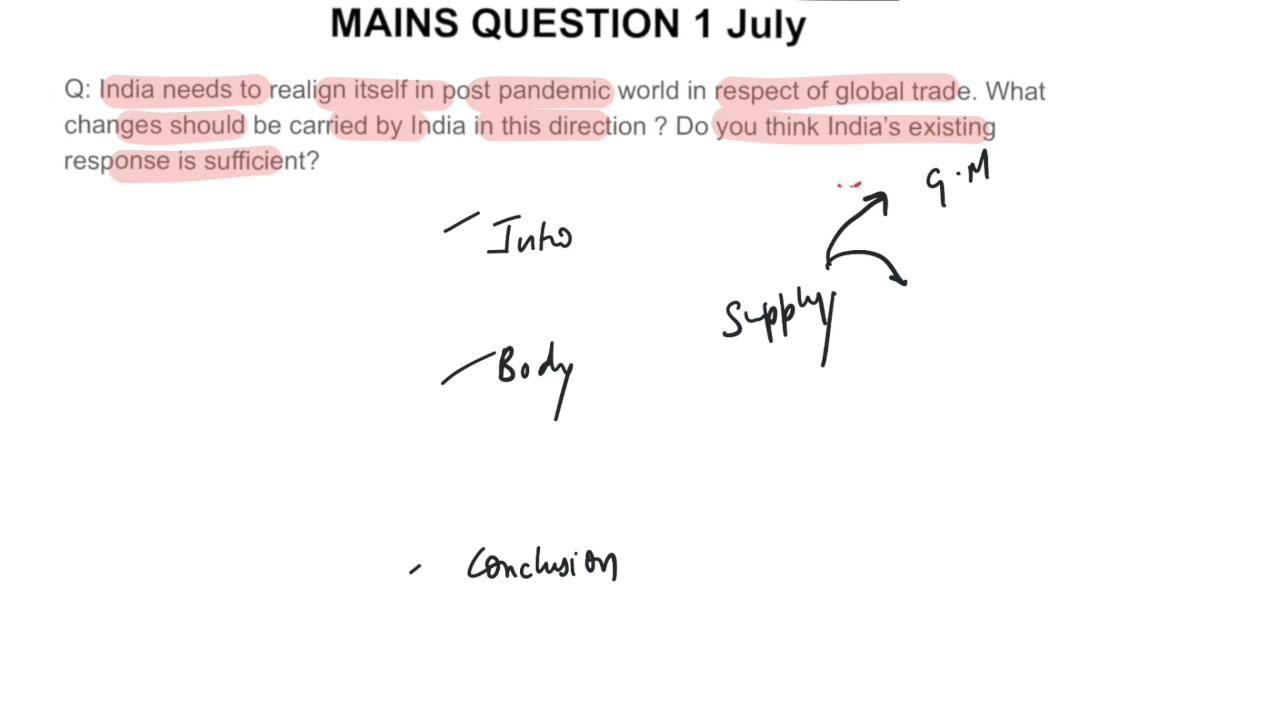 MAINS QUESTION 1 July
Q: India needs to realign itself in post pandemic world in respect of global trade. What
changes should be carried by India in this direction ? Do you think India's existing
response is sufficient?
G.M
Intro
Supply
Body
Conclusion